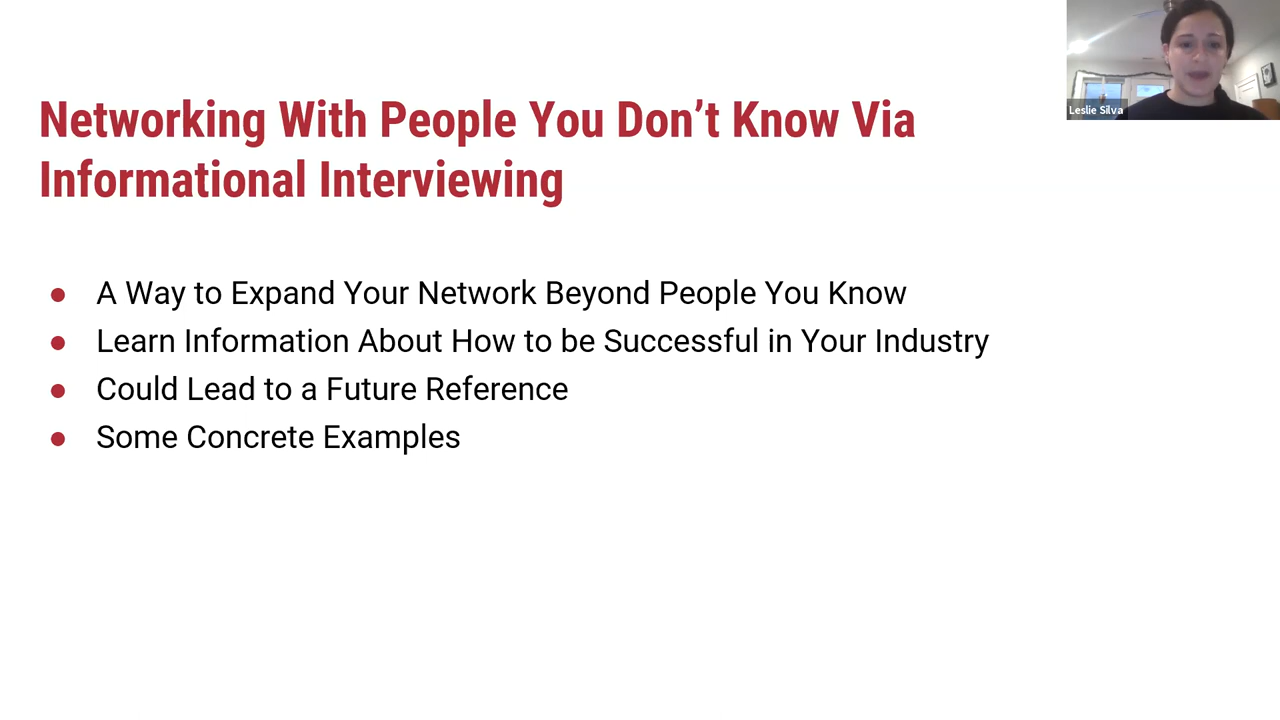 Networking With People You Don’t Know Via
Informational Interviewing
● A Way to Expand Your Network Beyond People You Know
● Learn Information About How to be Successful in Your Industry
● Could Lead to a Future Reference
● Some Concrete Examples
Leslie Silva